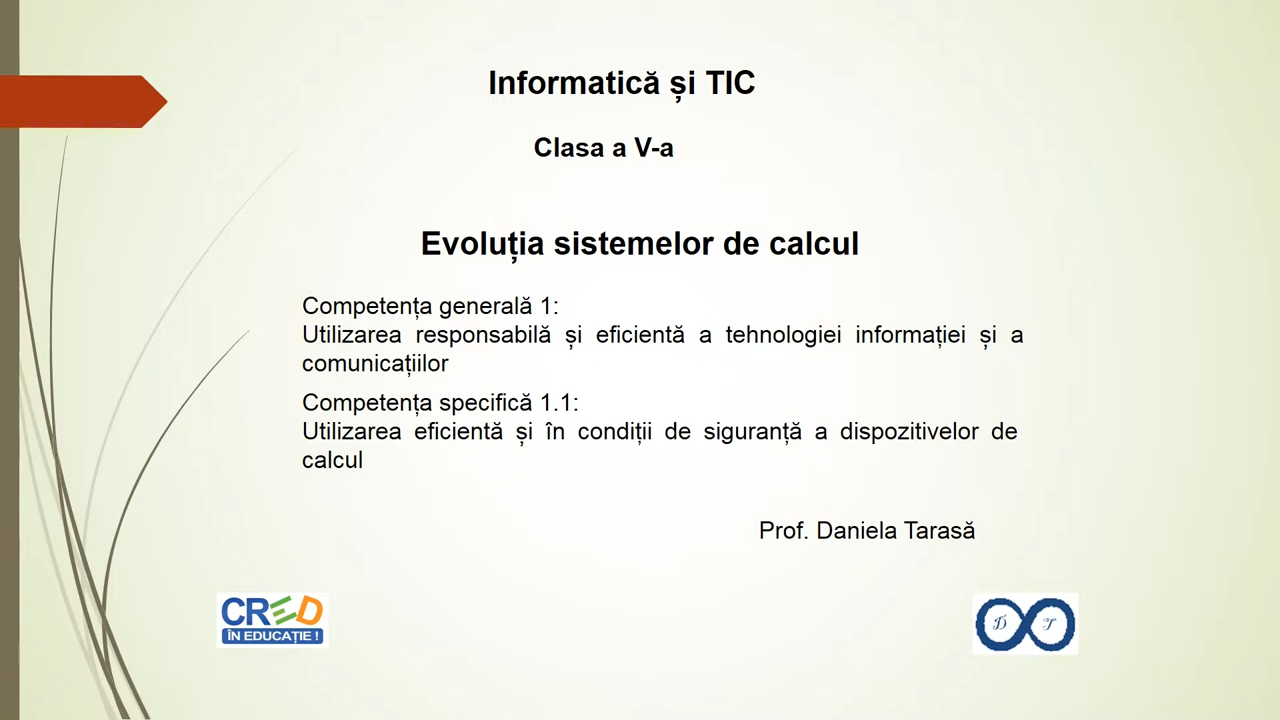 Informatică și TIC
Clasa a V-a
Evoluția sistemelor de calcul
Competența generală 1:
Utilizarea responsabilă și eficientă a tehnologiei informației și a
comunicațiilor
Competența specifică 1.1:
Utilizarea eficientă și în condiții de siguranță a dispozitivelor de
calcul
Prof. Daniela Tarasă
CRED
ÎN EDUCAȚIE !
D T